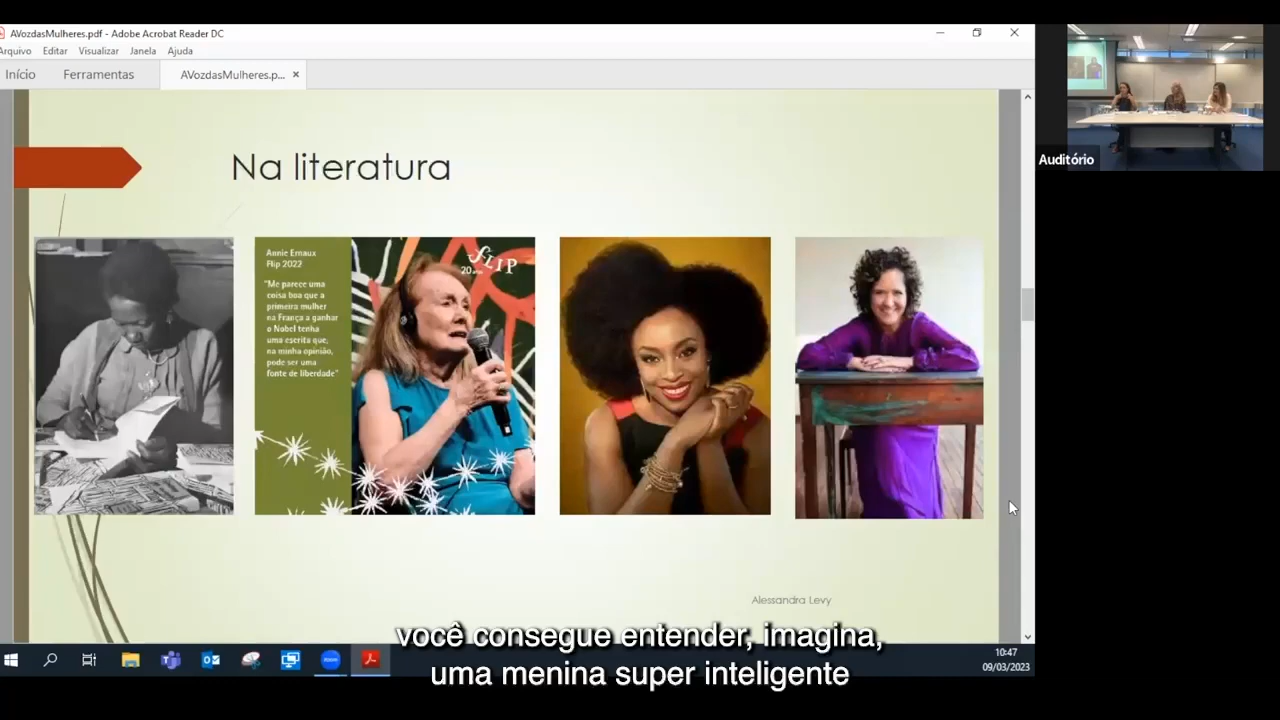 AVozdasMulheres.pdf - Adobe Acrobat Reader DC
Arquivo Editar Visualizar Janela Ajuda
Início Ferramentas AVozdasMulheres.p... ×
Auditório
Na literatura
Annie Ernaux
Flip 2022
"Me parece uma
coisa boa que a
primeira mulher
na França a ganhar
o Nobel tenha
uma escrita que,
na minha opinião,
pode ser uma
fonte de liberdade"
FLIP
20 anos
Alessandra Levy
você consegue entender, imagina,
uma menina super inteligente
zoom
10:47
09/03/2023